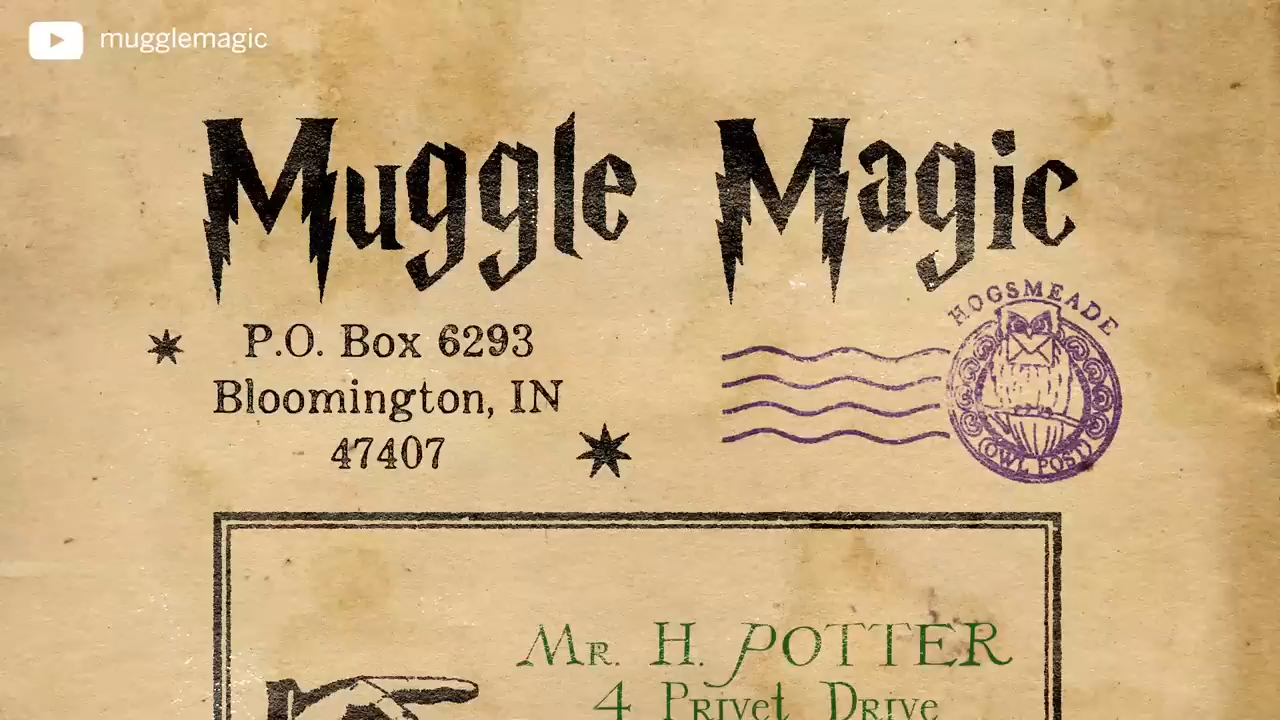 mugglemagic
Muggle Magic
P.O. Box 6293
Bloomington, IN
47407
HOGSMEADE
(OWL POST)
Mr. H. POTTER
4 Privet Drive